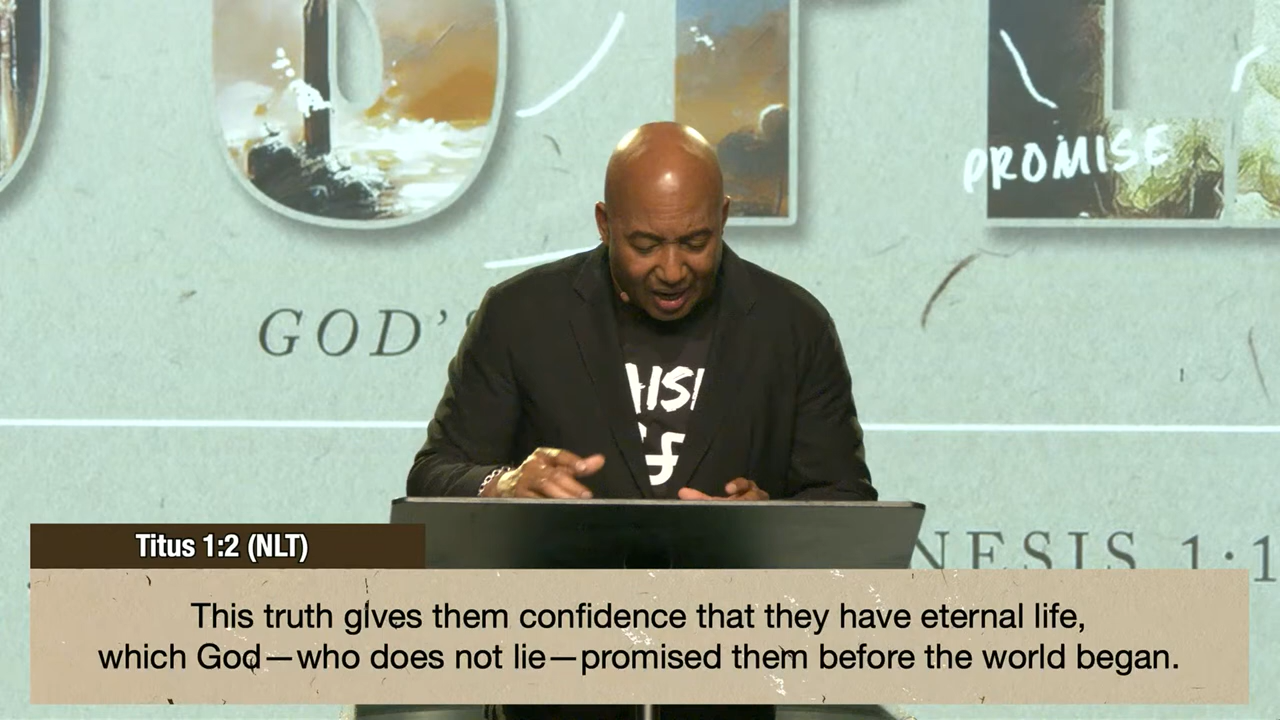 PROMISE
GOD'S
NESIS 1:1
Titus 1:2 (NLT)
This truth gives them confidence that they have eternal life,
which God—who does not lie—promised them before the world began.